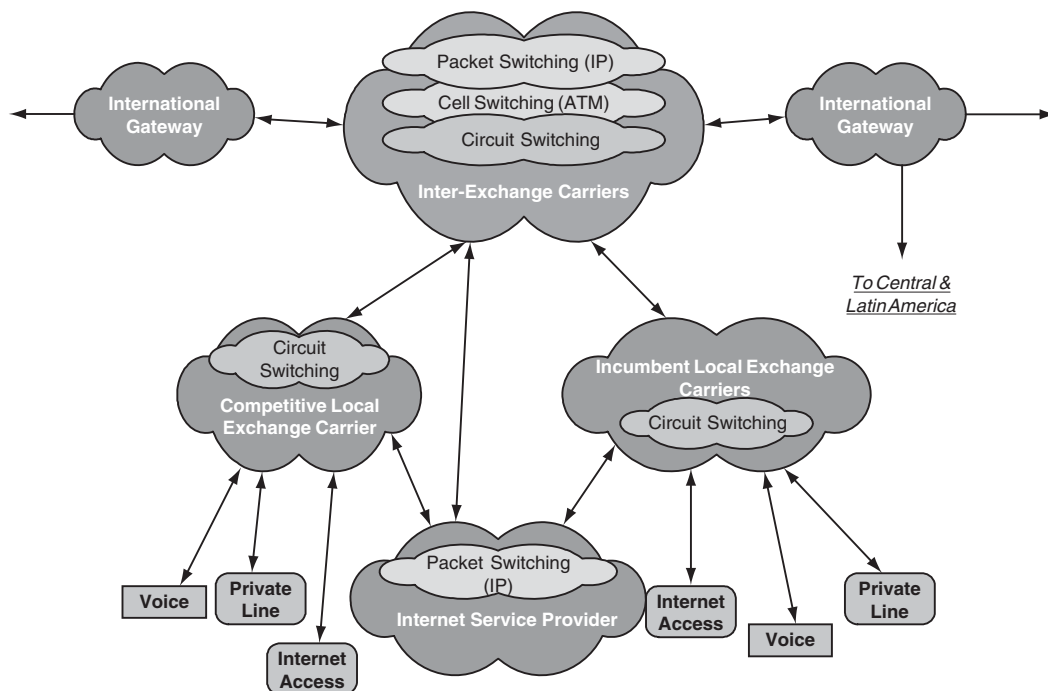 Packet Switching (IP)
Cell Switching (ATM)
Circuit Switching
Inter-Exchange Carriers
International
Gateway
International
Gateway
To Central &
Latin America
Circuit
Switching
Competitive Local
Exchange Carrier
Incumbent Local Exchange
Carriers
Circuit Switching
Packet Switching
(IP)
Internet Service Provider
Voice
Private
Line
Internet
Access
Internet
Access
Voice
Private
Line